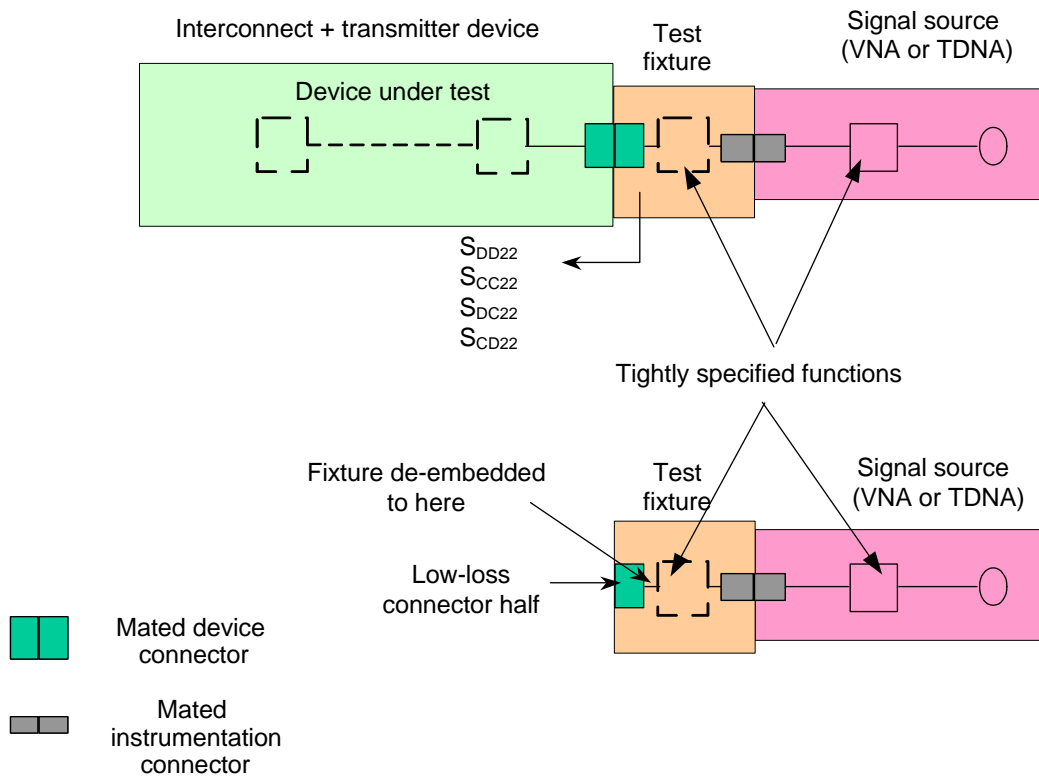 Interconnect + transmitter device
Test
fixture
Signal source
(VNA or TDNA)
Device under test
SDD22
SCC22
SDC22
SCD22
Tightly specified functions
Fixture de-embedded
to here
Test
fixture
Signal source
(VNA or TDNA)
Low-loss
connector half
Mated device
connector
Mated
instrumentation
connector